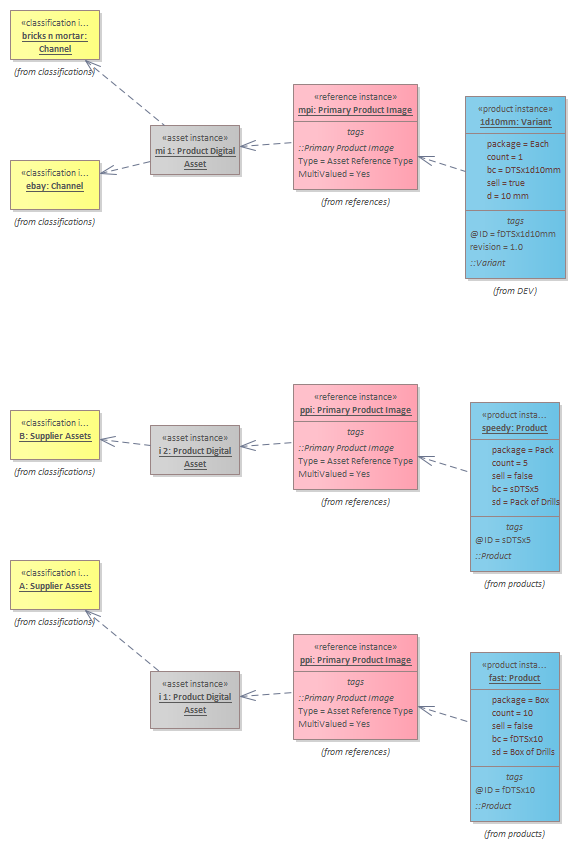 «classification i...
bricks n mortar:
Channel
(from classifications)
«classification i...
ebay: Channel
(from classifications)
«asset instance»
mi 1: Product Digital
Asset
«reference instance»
mpi: Primary Product Image
tags
::Primary Product Image
Type = Asset Reference Type
MultiValued = Yes
(from references)
«product instance»
1d10mm: Variant
package = Each
count = 1
bc = DTSx1d10mm
sell = true
d = 10 mm
tags
@ID = fDTSx1d10mm
revision = 1.0
::Variant
(from DEV)
«classification i...
B: Supplier Assets
(from classifications)
«asset instance»
i 2: Product Digital
Asset
«reference instance»
ppi: Primary Product Image
tags
::Primary Product Image
Type = Asset Reference Type
MultiValued = Yes
(from references)
«product insta...
speedy: Product
package = Pack
count = 5
sell = false
bc = sDTSx5
sd = Pack of Drills
tags
@ID = sDTSx5
::Product
(from products)
«classification i...
A: Supplier Assets
(from classifications)
«asset instance»
i 1: Product Digital
Asset
«reference instance»
ppi: Primary Product Image
tags
::Primary Product Image
Type = Asset Reference Type
MultiValued = Yes
(from references)
«product insta...
fast: Product
package = Box
count = 10
sell = false
bc = fDTSx10
sd = Box of Drills
tags
@ID = fDTSx10
::Product
(from products)